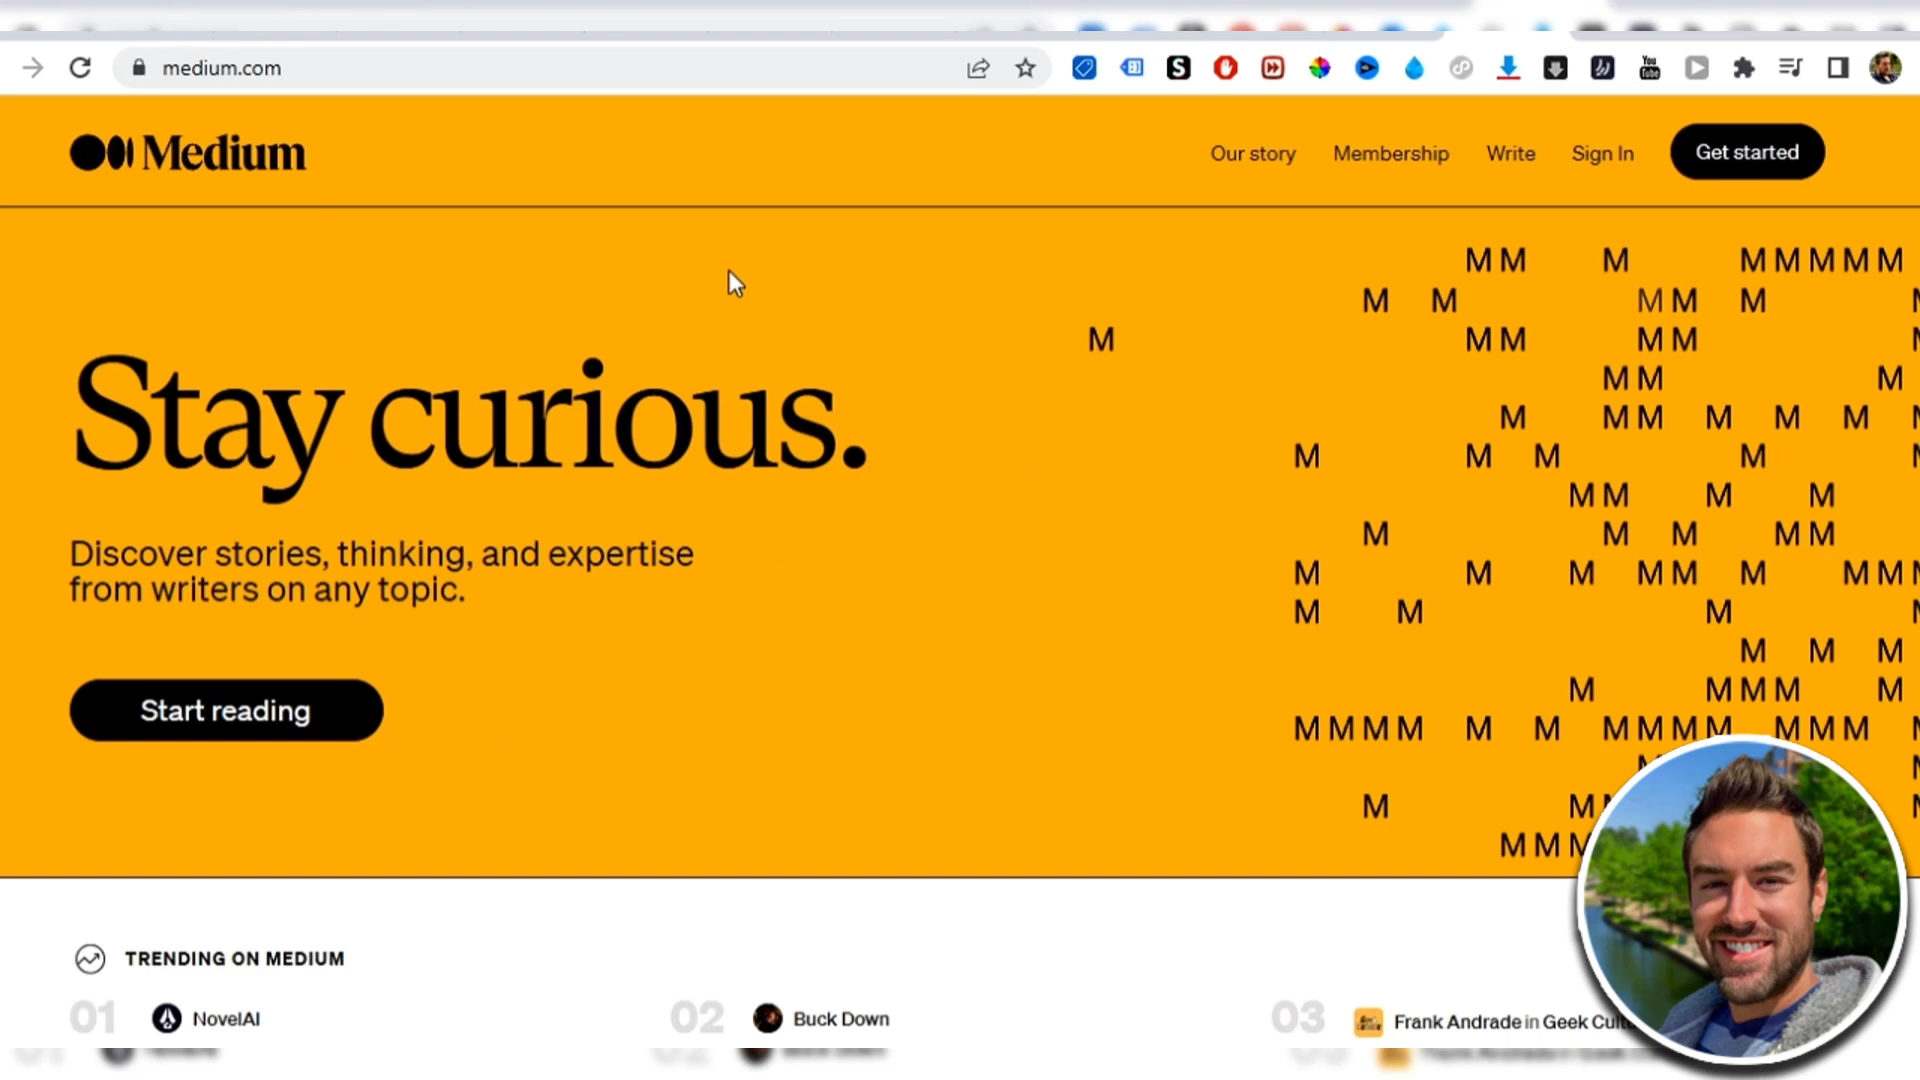 medium.com
Medium
Our story Membership Write Sign In Get started
M M M M M M M M
M M M M M
M M M M M
M M M
M M M M M M
M M M M
M M M M
M M M M M
M M M M M M M M
M M M
M M M
M M M M M
M M M M M M M M M M M M M
M M
M M M
Stay curious.
Discover stories, thinking, and expertise
from writers on any topic.
Start reading
TRENDING ON MEDIUM
01 NovelAI
02 Buck Down
03 Frank Andrade in Geek